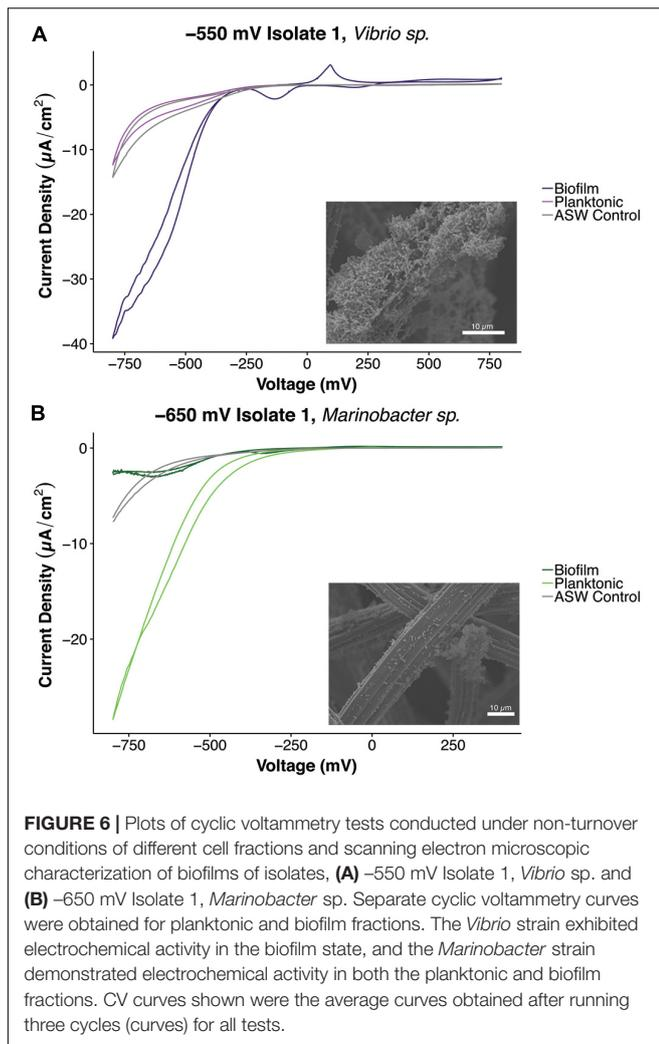 A
−550 mV Isolate 1, Vibrio sp.
Current Density (µA/cm²)
0
−10
−20
−30
−40
−750 −500 −250 0 250 500 750
Voltage (mV)
Biofilm
Planktonic
ASW Control
10 µm
B
−650 mV Isolate 1, Marinobacter sp.
Current Density (µA/cm²)
0
−10
−20
−750 −500 −250 0 250
Voltage (mV)
Biofilm
Planktonic
ASW Control
10 µm
FIGURE 6 | Plots of cyclic voltammetry tests conducted under non-turnover
conditions of different cell fractions and scanning electron microscopic
characterization of biofilms of isolates, (A) −550 mV Isolate 1, Vibrio sp. and
(B) −650 mV Isolate 1, Marinobacter sp. Separate cyclic voltammetry curves
were obtained for planktonic and biofilm fractions. The Vibrio strain exhibited
electrochemical activity in the biofilm state, and the Marinobacter strain
demonstrated electrochemical activity in both the planktonic and biofilm
fractions. CV curves shown were the average curves obtained after running
three cycles (curves) for all tests.